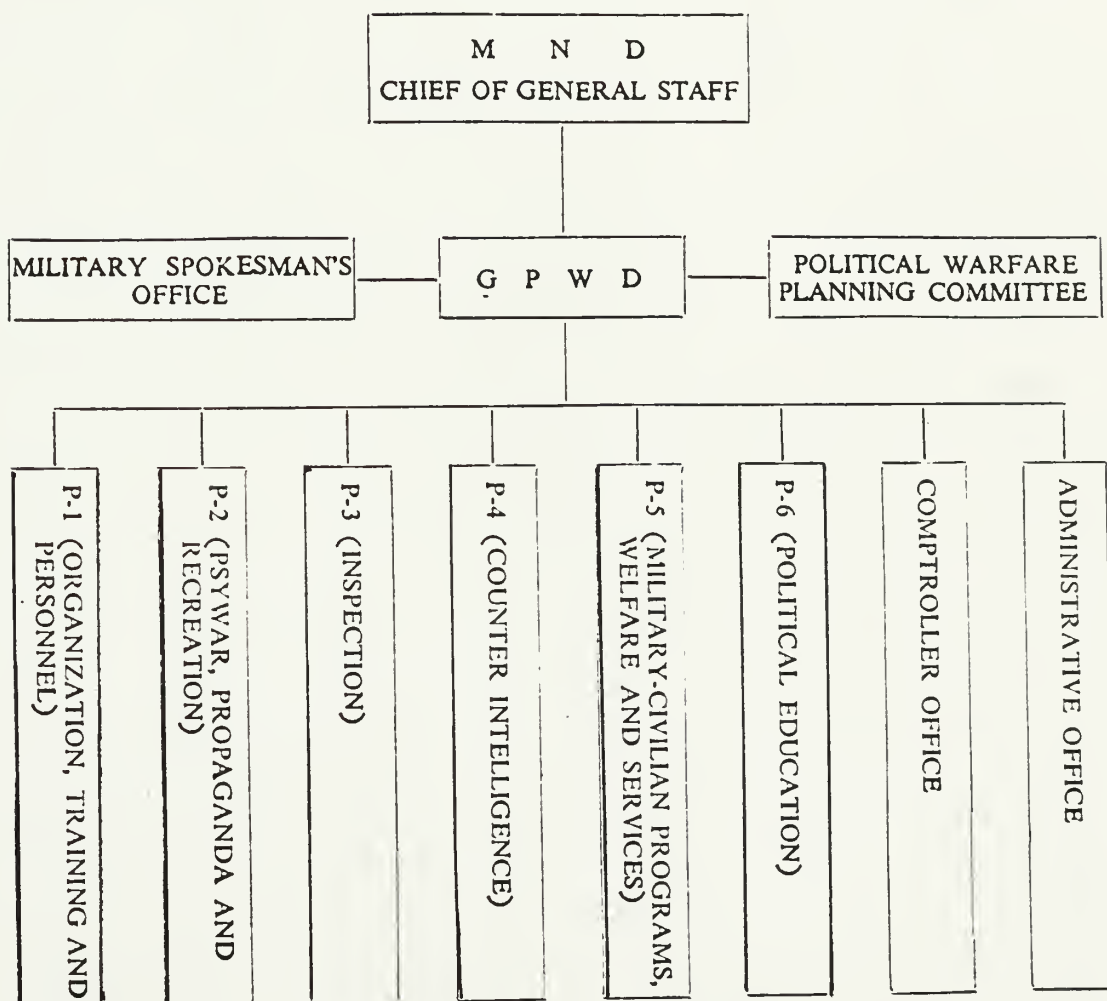 M N D
CHIEF OF GENERAL STAFF
MILITARY SPOKESMAN'S
OFFICE
G P W D
POLITICAL WARFARE
PLANNING COMMITTEE
P-1 (ORGANIZATION, TRAINING AND
PERSONNEL)
P-2 (PSYWAR, PROPAGANDA AND
RECREATION)
P-3 (INSPECTION)
P-4 (COUNTER INTELLIGENCE)
P-5 (MILITARY-CIVILIAN PROGRAMS,
WELFARE AND SERVICES)
P-6 (POLITICAL EDUCATION)
COMPTROLLER OFFICE
ADMINISTRATIVE OFFICE